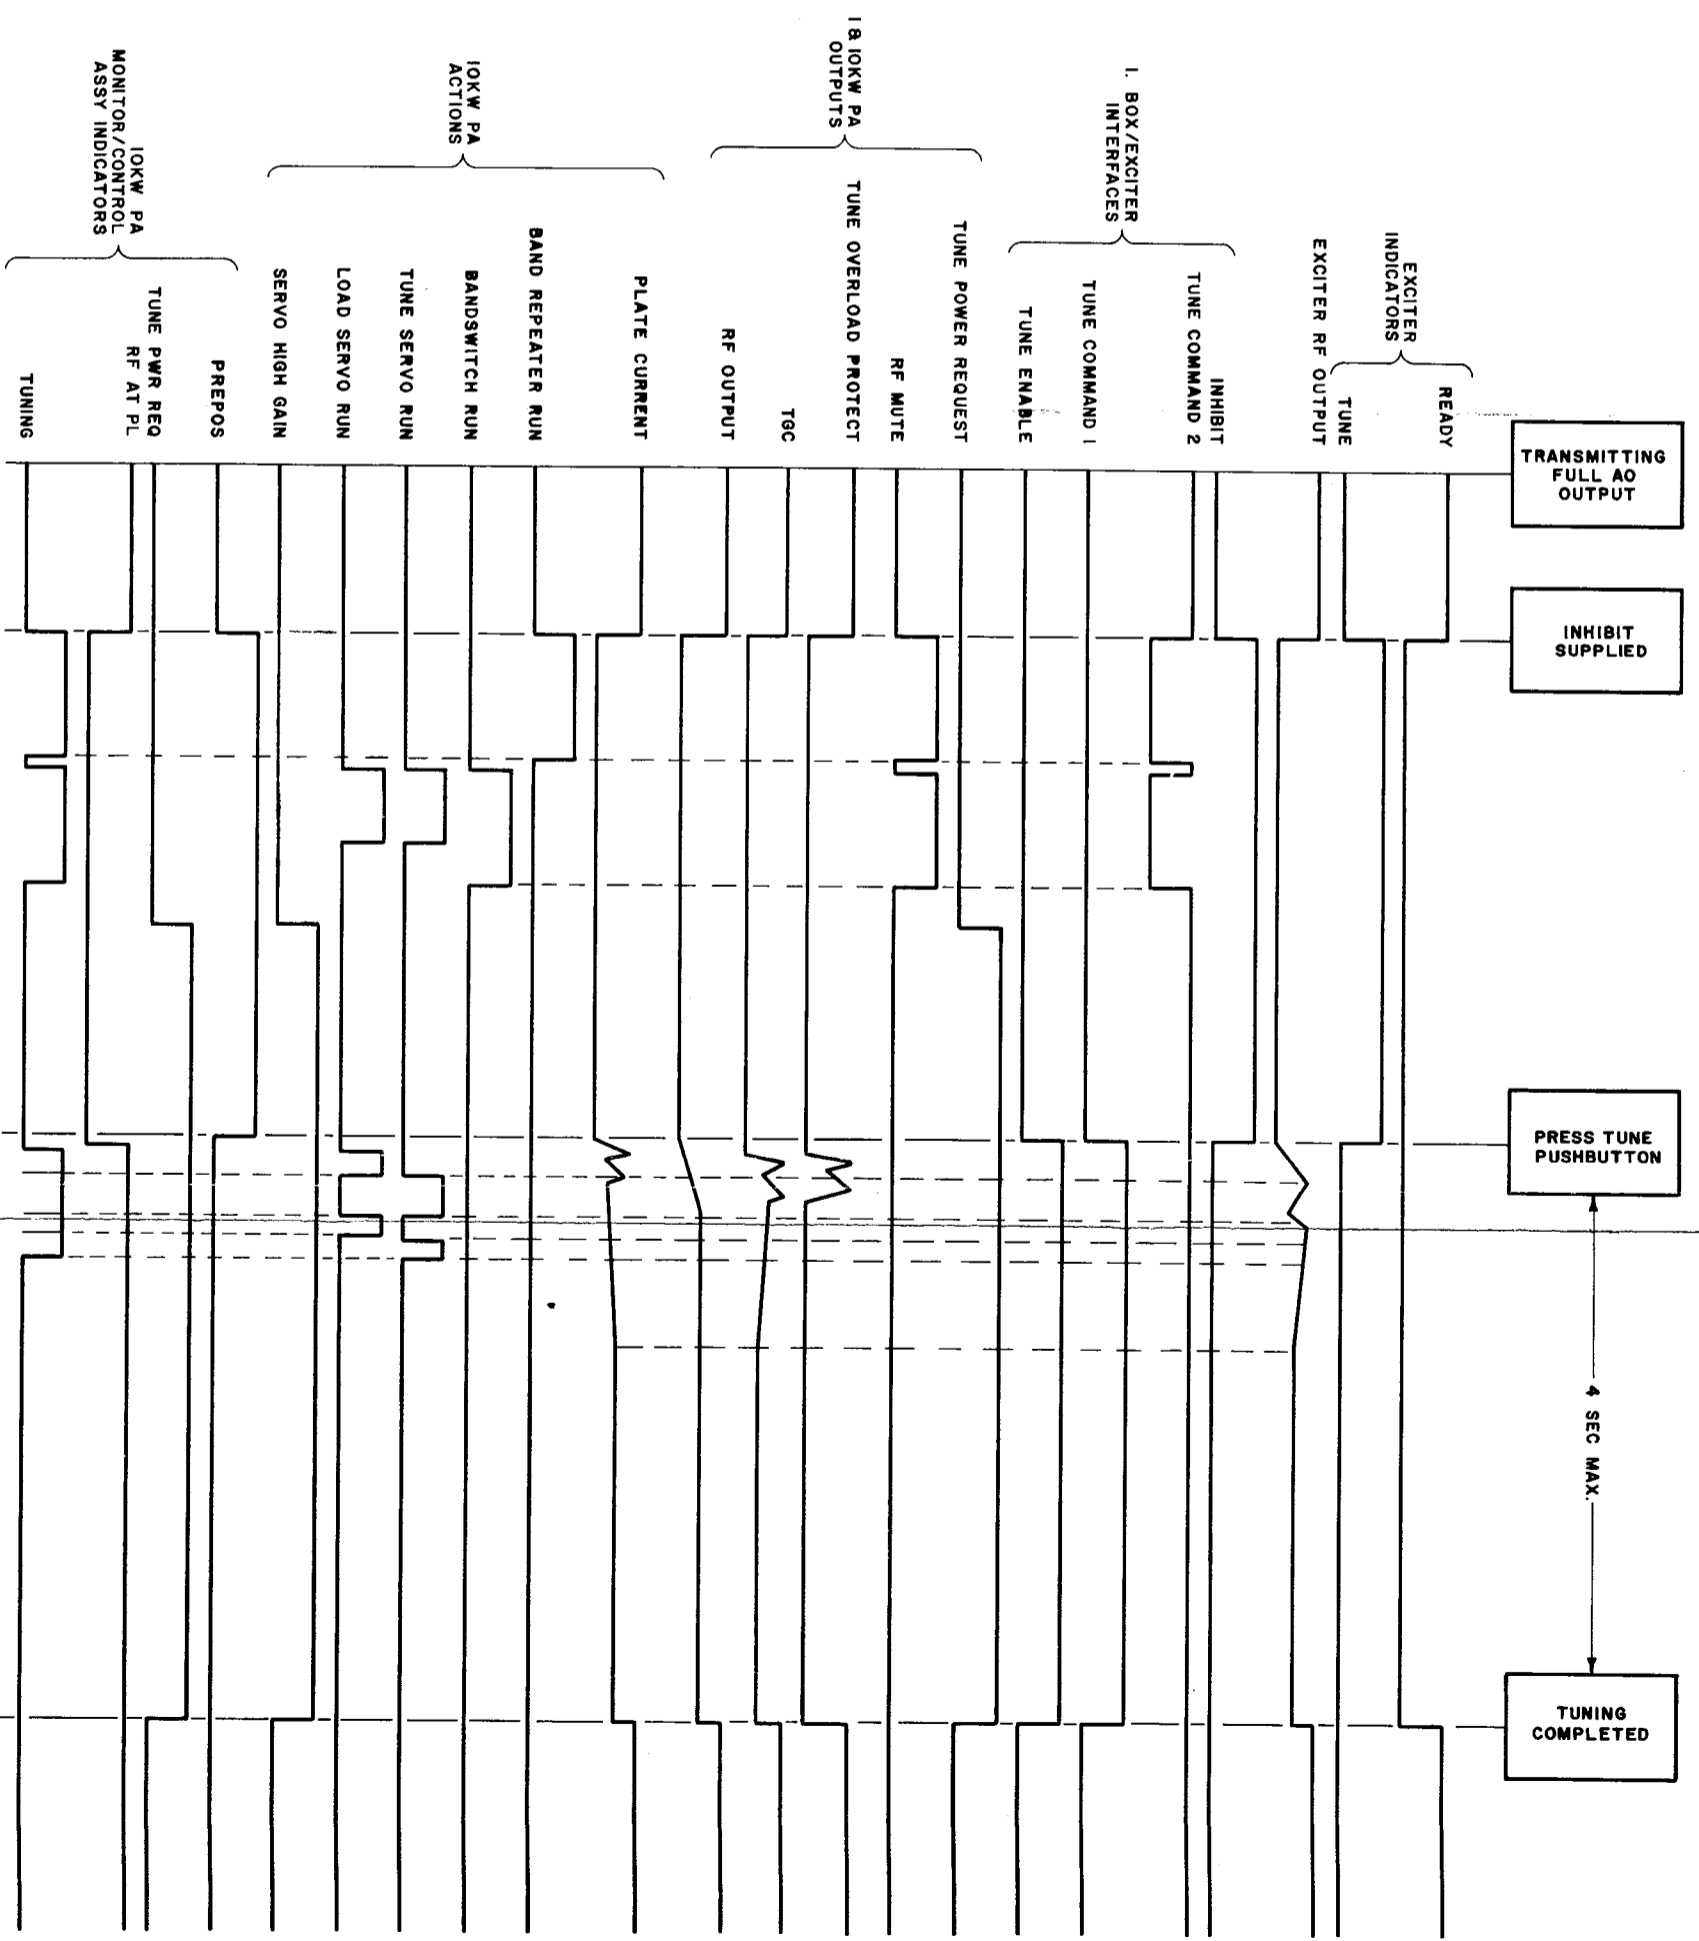 TRANSMITTING
FULL AO
OUTPUT
INHIBIT
SUPPLIED
PRESS TUNE
PUSHBUTTON
4 SEC MAX.
TUNING
COMPLETED
EXCITER
INDICATORS
READY
TUNE
EXCITER RF OUTPUT
1. BOX/EXCITER
INTERFACES
INHIBIT
TUNE COMMAND 2
TUNE COMMAND 1
TUNE ENABLE
1 & 10KW PA
OUTPUTS
TUNE POWER REQUEST
RF MUTE
TUNE OVERLOAD PROTECT
TGC
RF OUTPUT
10KW PA
ACTIONS
PLATE CURRENT
BAND REPEATER RUN
BANDSWITCH RUN
TUNE SERVO RUN
LOAD SERVO RUN
SERVO HIGH GAIN
10KW PA
MONITOR/CONTROL
ASSY INDICATORS
PREPOS
TUNE PWR REQ
RF AT PL
TUNING